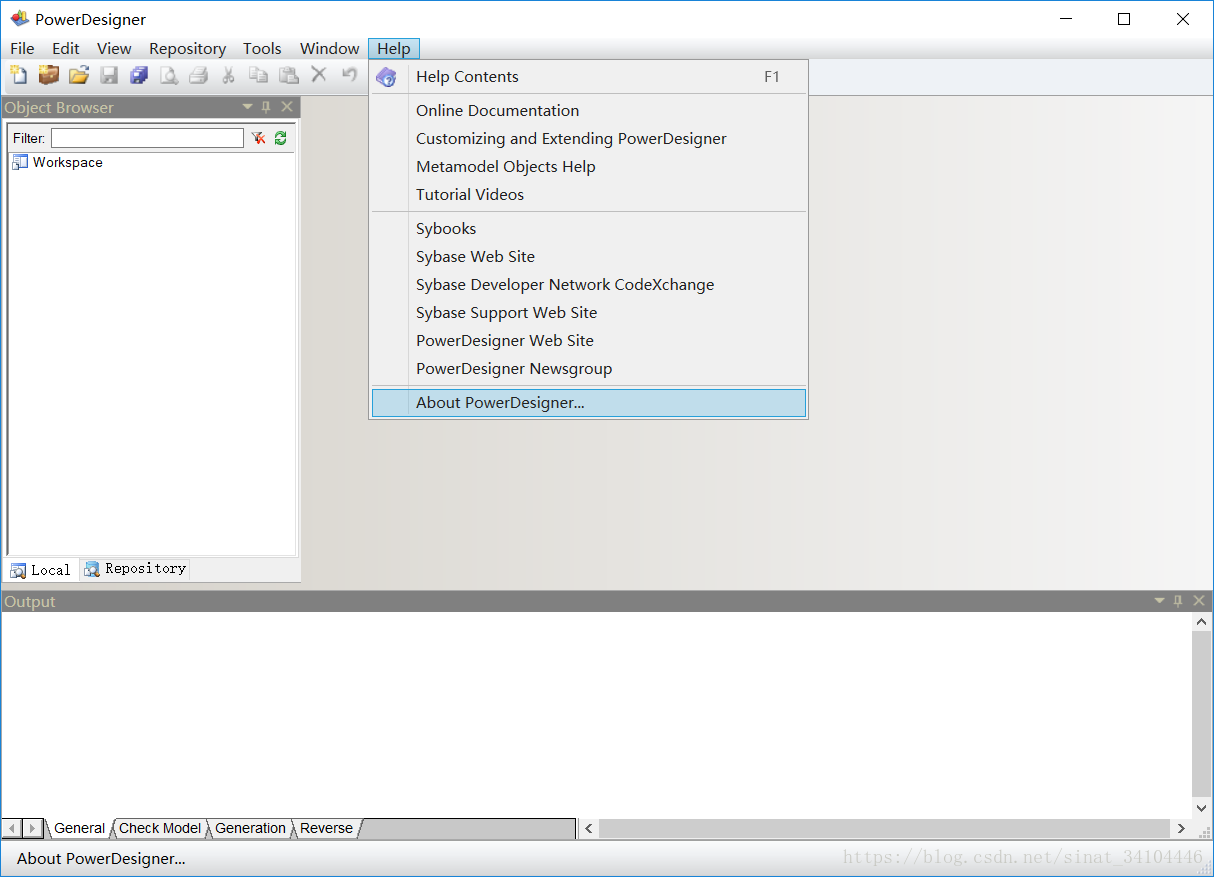 PowerDesigner
File Edit View Repository Tools Window Help
Help Contents F1
Online Documentation
Customizing and Extending PowerDesigner
Metamodel Objects Help
Tutorial Videos
Sybooks
Sybase Web Site
Sybase Developer Network CodeXchange
Sybase Support Web Site
PowerDesigner Web Site
PowerDesigner Newsgroup
About PowerDesigner...
Object Browser
Filter:
Workspace
Local Repository
Output
General Check Model Generation Reverse
About PowerDesigner...
https://blog.csdn.net/sinat_34104446